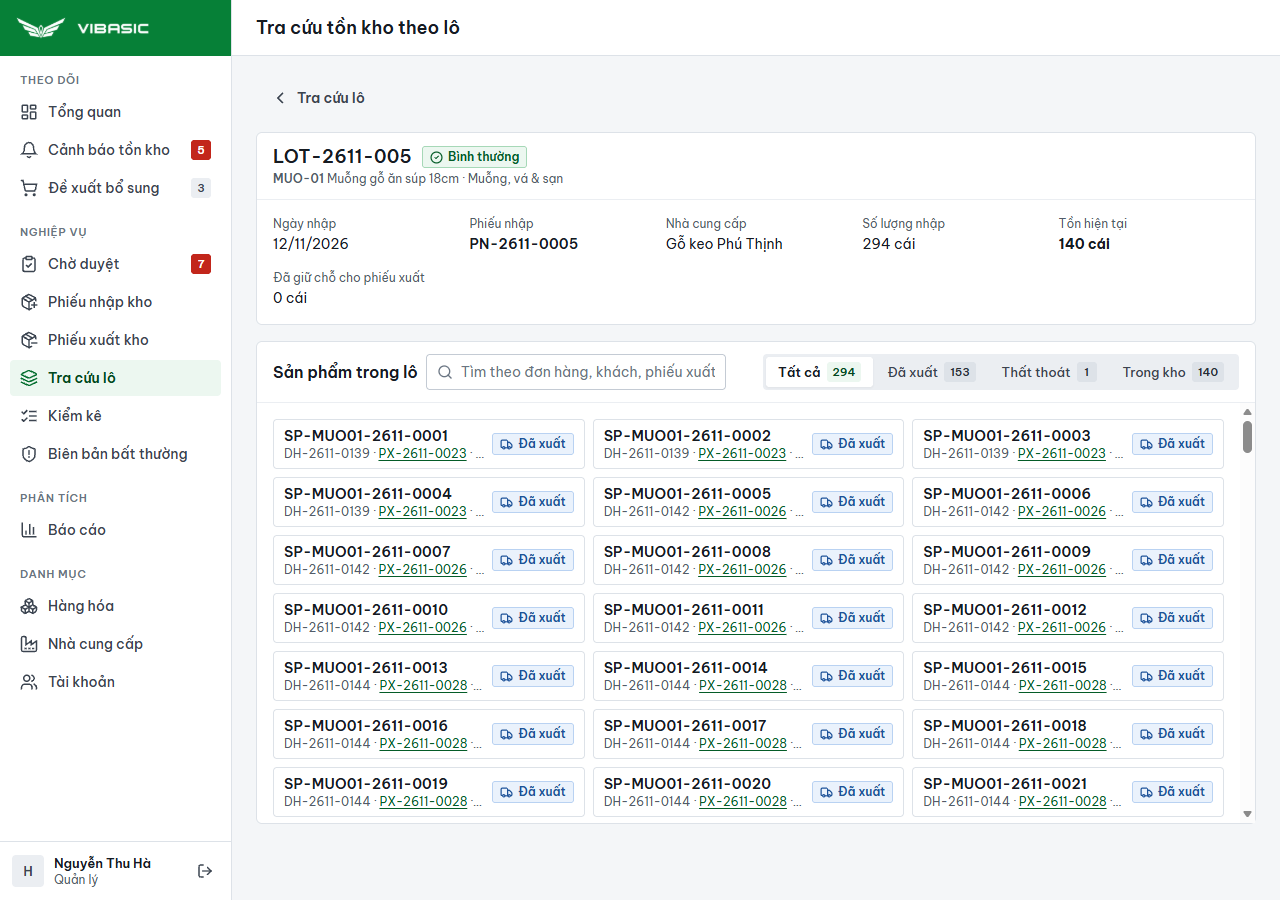 VIBASIC
Tra cứu tồn kho theo lô
THEO DÕI
Tổng quan
Cảnh báo tồn kho 5
Đề xuất bổ sung 3
NGHIỆP VỤ
Chờ duyệt 7
Phiếu nhập kho
Phiếu xuất kho
Tra cứu lô
Kiểm kê
Biên bản bất thường
PHÂN TÍCH
Báo cáo
DANH MỤC
Hàng hóa
Nhà cung cấp
Tài khoản
H
Nguyễn Thu Hà
Quản lý
Tra cứu lô
LOT-2611-005 Bình thường
MUO-01 Muỗng gỗ ăn súp 18cm · Muỗng, vá & sạn
Ngày nhập
12/11/2026
Phiếu nhập
PN-2611-0005
Nhà cung cấp
Gỗ keo Phú Thịnh
Số lượng nhập
294 cái
Tồn hiện tại
140 cái
Đã giữ chỗ cho phiếu xuất
0 cái
Sản phẩm trong lô Tìm theo đơn hàng, khách, phiếu xuất Tất cả 294 Đã xuất 153 Thất thoát 1 Trong kho 140
SP-MUO01-2611-0001 Đã xuất
DH-2611-0139 · PX-2611-0023 · ...
SP-MUO01-2611-0002 Đã xuất
DH-2611-0139 · PX-2611-0023 · ...
SP-MUO01-2611-0003 Đã xuất
DH-2611-0139 · PX-2611-0023 · ...
SP-MUO01-2611-0004 Đã xuất
DH-2611-0139 · PX-2611-0023 · ...
SP-MUO01-2611-0005 Đã xuất
DH-2611-0142 · PX-2611-0026 · ...
SP-MUO01-2611-0006 Đã xuất
DH-2611-0142 · PX-2611-0026 · ...
SP-MUO01-2611-0007 Đã xuất
DH-2611-0142 · PX-2611-0026 · ...
SP-MUO01-2611-0008 Đã xuất
DH-2611-0142 · PX-2611-0026 · ...
SP-MUO01-2611-0009 Đã xuất
DH-2611-0142 · PX-2611-0026 · ...
SP-MUO01-2611-0010 Đã xuất
DH-2611-0142 · PX-2611-0026 · ...
SP-MUO01-2611-0011 Đã xuất
DH-2611-0142 · PX-2611-0026 · ...
SP-MUO01-2611-0012 Đã xuất
DH-2611-0142 · PX-2611-0026 · ...
SP-MUO01-2611-0013 Đã xuất
DH-2611-0144 · PX-2611-0028 ·...
SP-MUO01-2611-0014 Đã xuất
DH-2611-0144 · PX-2611-0028 ·...
SP-MUO01-2611-0015 Đã xuất
DH-2611-0144 · PX-2611-0028 ·...
SP-MUO01-2611-0016 Đã xuất
DH-2611-0144 · PX-2611-0028 ·...
SP-MUO01-2611-0017 Đã xuất
DH-2611-0144 · PX-2611-0028 ·...
SP-MUO01-2611-0018 Đã xuất
DH-2611-0144 · PX-2611-0028 ·...
SP-MUO01-2611-0019 Đã xuất
DH-2611-0144 · PX-2611-0028 ·...
SP-MUO01-2611-0020 Đã xuất
DH-2611-0144 · PX-2611-0028 ·...
SP-MUO01-2611-0021 Đã xuất
DH-2611-0144 · PX-2611-0028 ·...